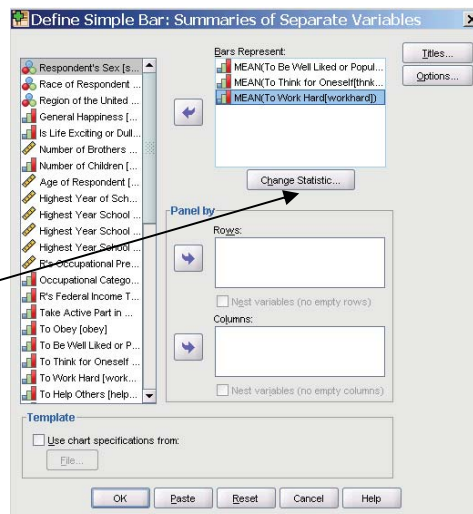 Define Simple Bar: Summaries of Separate Variables
Respondent's Sex [s...
Race of Respondent ...
Region of the United ...
General Happiness [...
Is Life Exciting or Dull...
Number of Brothers ...
Number of Children [...
Age of Respondent [...
Highest Year of Sch...
Highest Year School ...
Highest Year School ...
Highest Year School ...
R's Occupational Pre...
Occupational Catego...
R's Federal Income T...
Take Active Part in ...
To Obey [obey]
To Be Well Liked or P...
To Think for Oneself ...
To Work Hard [work...
To Help Others [help...
Bars Represent:
MEAN(To Be Well Liked or Popul...
MEAN(To Think for Oneself[thnk...
MEAN(To Work Hard[workhard])
Change Statistic...
Titles...
Options...
Panel by
Rows:
Nest variables (no empty rows)
Columns:
Nest variables (no empty columns)
Template
Use chart specifications from:
File...
OK
Paste
Reset
Cancel
Help